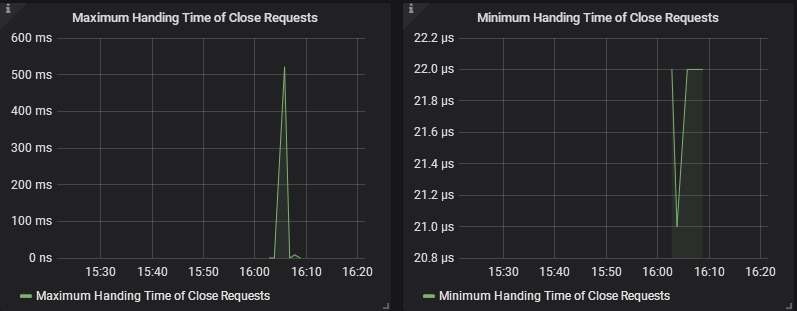 Maximum Handing Time of Close Requests
600 ms
500 ms
400 ms
300 ms
200 ms
100 ms
0 ns
15:30 15:40 15:50 16:00 16:10 16:20
Maximum Handing Time of Close Requests
Minimum Handing Time of Close Requests
22.2 µs
22.0 µs
21.8 µs
21.6 µs
21.4 µs
21.2 µs
21.0 µs
20.8 µs
15:30 15:40 15:50 16:00 16:10 16:20
Minimum Handing Time of Close Requests